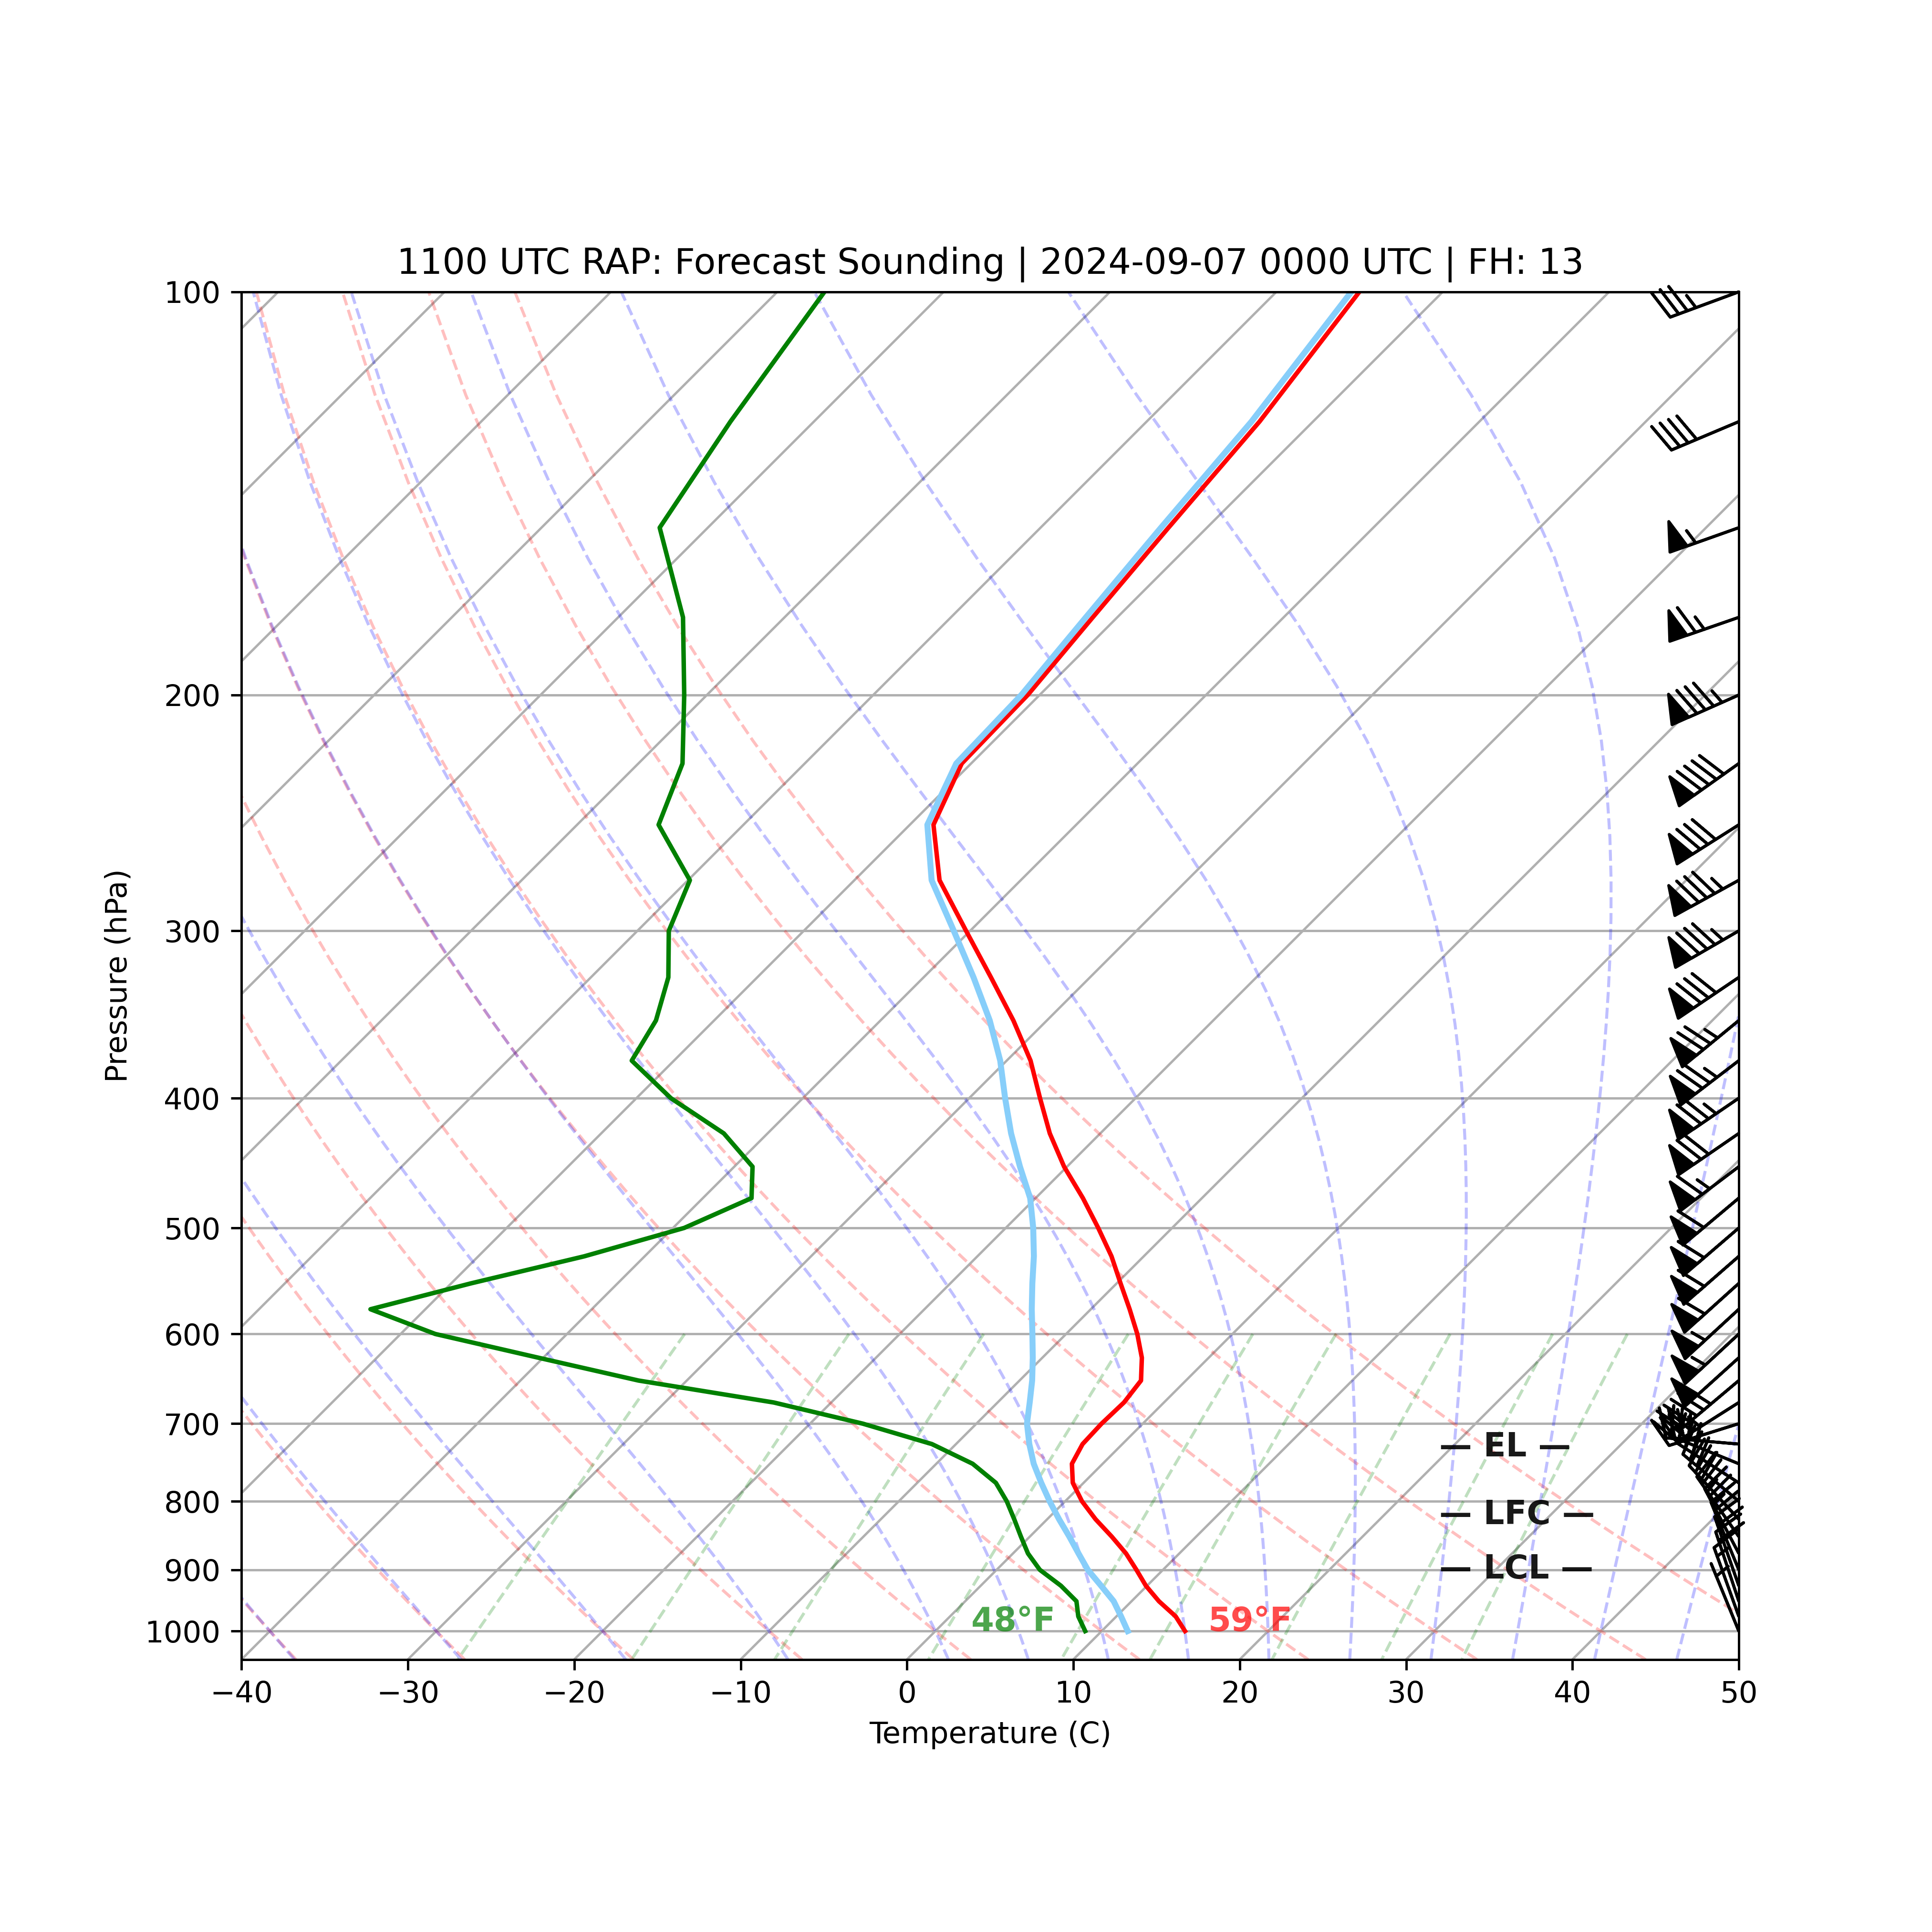 1100 UTC RAP: Forecast Sounding | 2024-09-07 0000 UTC | FH: 13
100
200
300
400
500
600
700
800
900
1000
Pressure (hPa)
— EL —
— LFC —
— LCL —
48°F
59°F
−40 −30 −20 −10 0 10 20 30 40 50
Temperature (C)